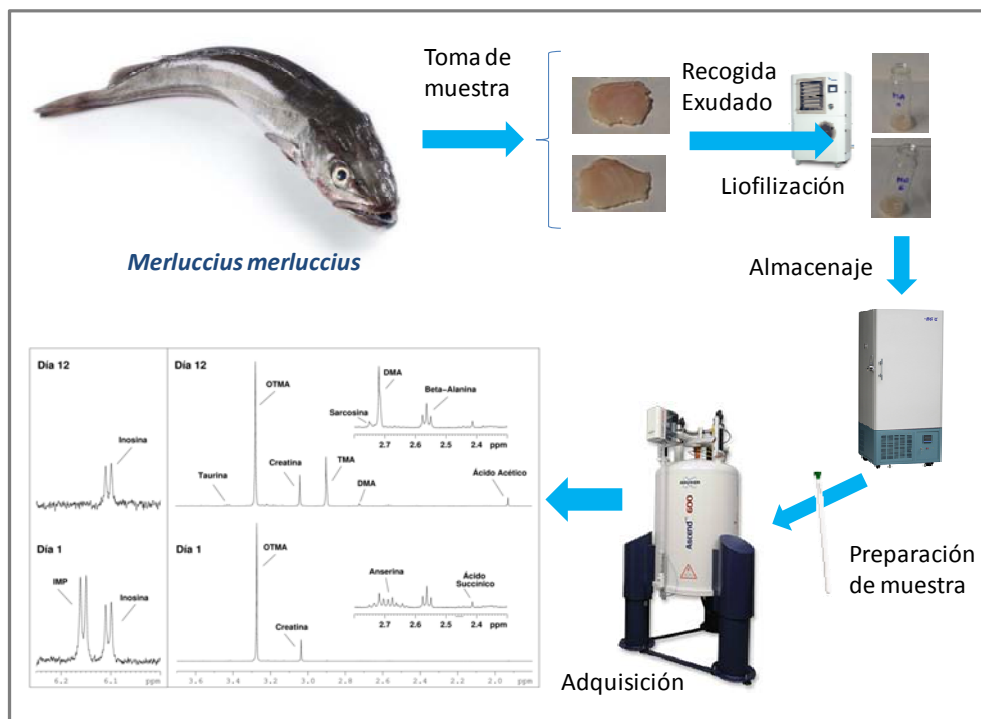 Toma de
muestra
Recogida
Exudado
Liofilización
Merluccius merluccius
Almacenaje
Preparación
de muestra
Ascend 600
Adquisición
Día 12
Inosina
Día 12
OTMA
DMA
Beta-Alanina
Sarcosina
2.7 2.6 2.5 2.4 ppm
Taurina
Creatina
TMA
DMA
Ácido Acético
Día 1
IMP
Inosina
6.2 6.1 ppm
Día 1
OTMA
Anserina
Ácido
Succínico
2.7 2.6 2.5 2.4 ppm
Creatina
3.6 3.4 3.2 3.0 2.8 2.6 2.4 2.2 2.0 ppm